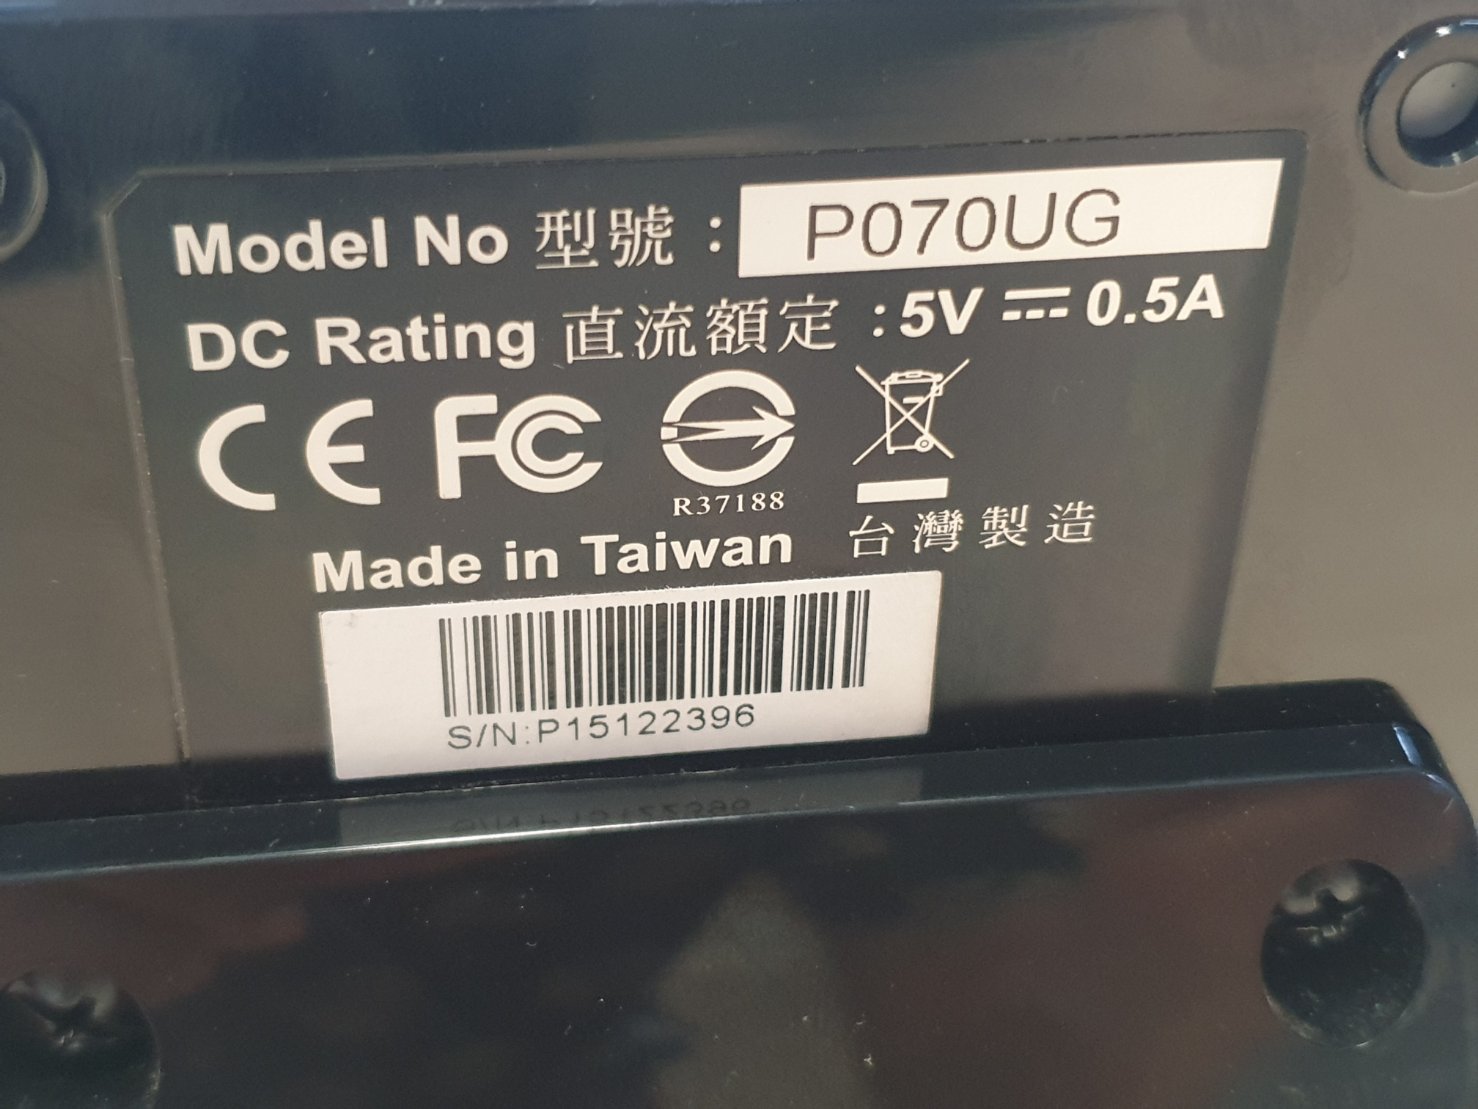 Model No 型號 : P070UG
DC Rating 直流額定 : 5V ⎓ 0.5A
CE FC
R37188
Made in Taiwan 台灣製造
S/N:P15122396